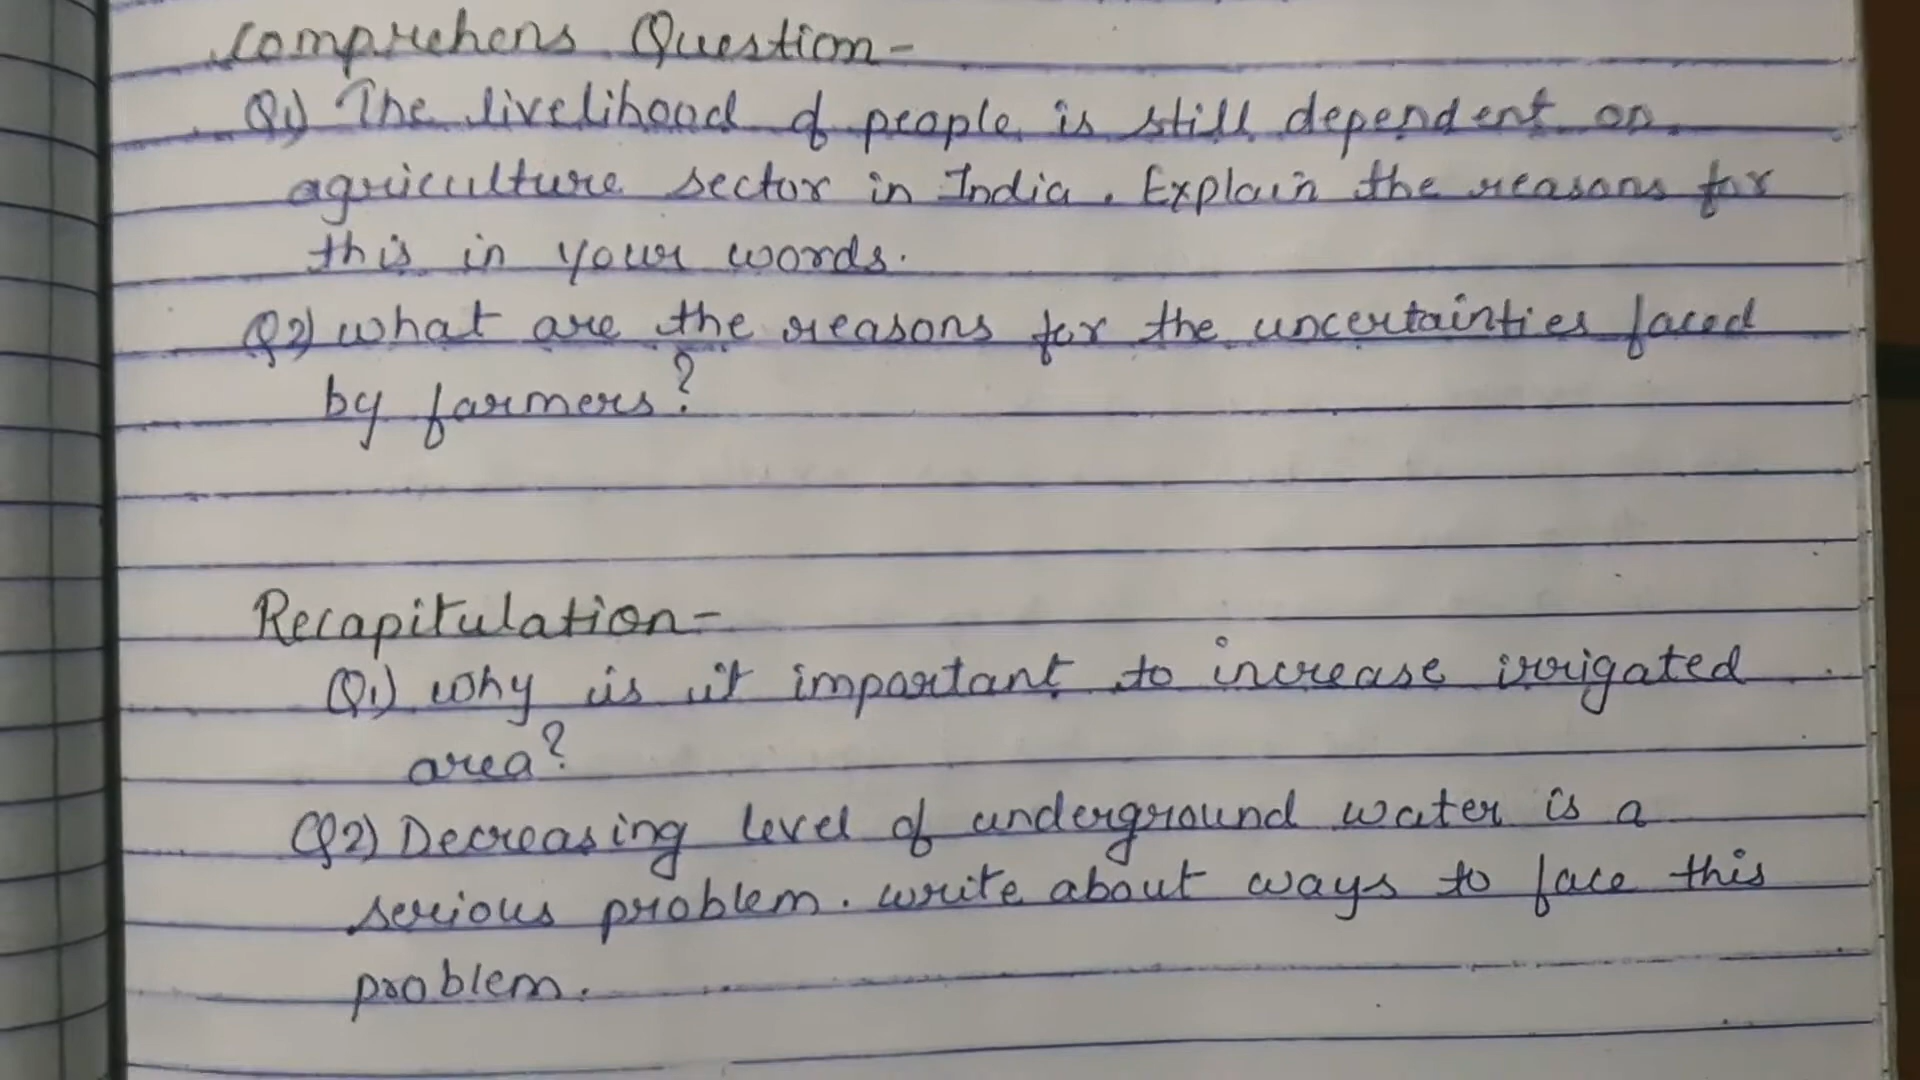 Comprehens Question-
Q1) The livelihood of people is still dependent on
agriculture sector in India. Explain the reasons for
this in your words.
Q2) what are the reasons for the uncertainties faced
by farmers?
Recapitulation-
Q1) why is it important to increase irrigated
area?
Q2) Decreasing level of underground water is a
serious problem. write about ways to face this
problem.